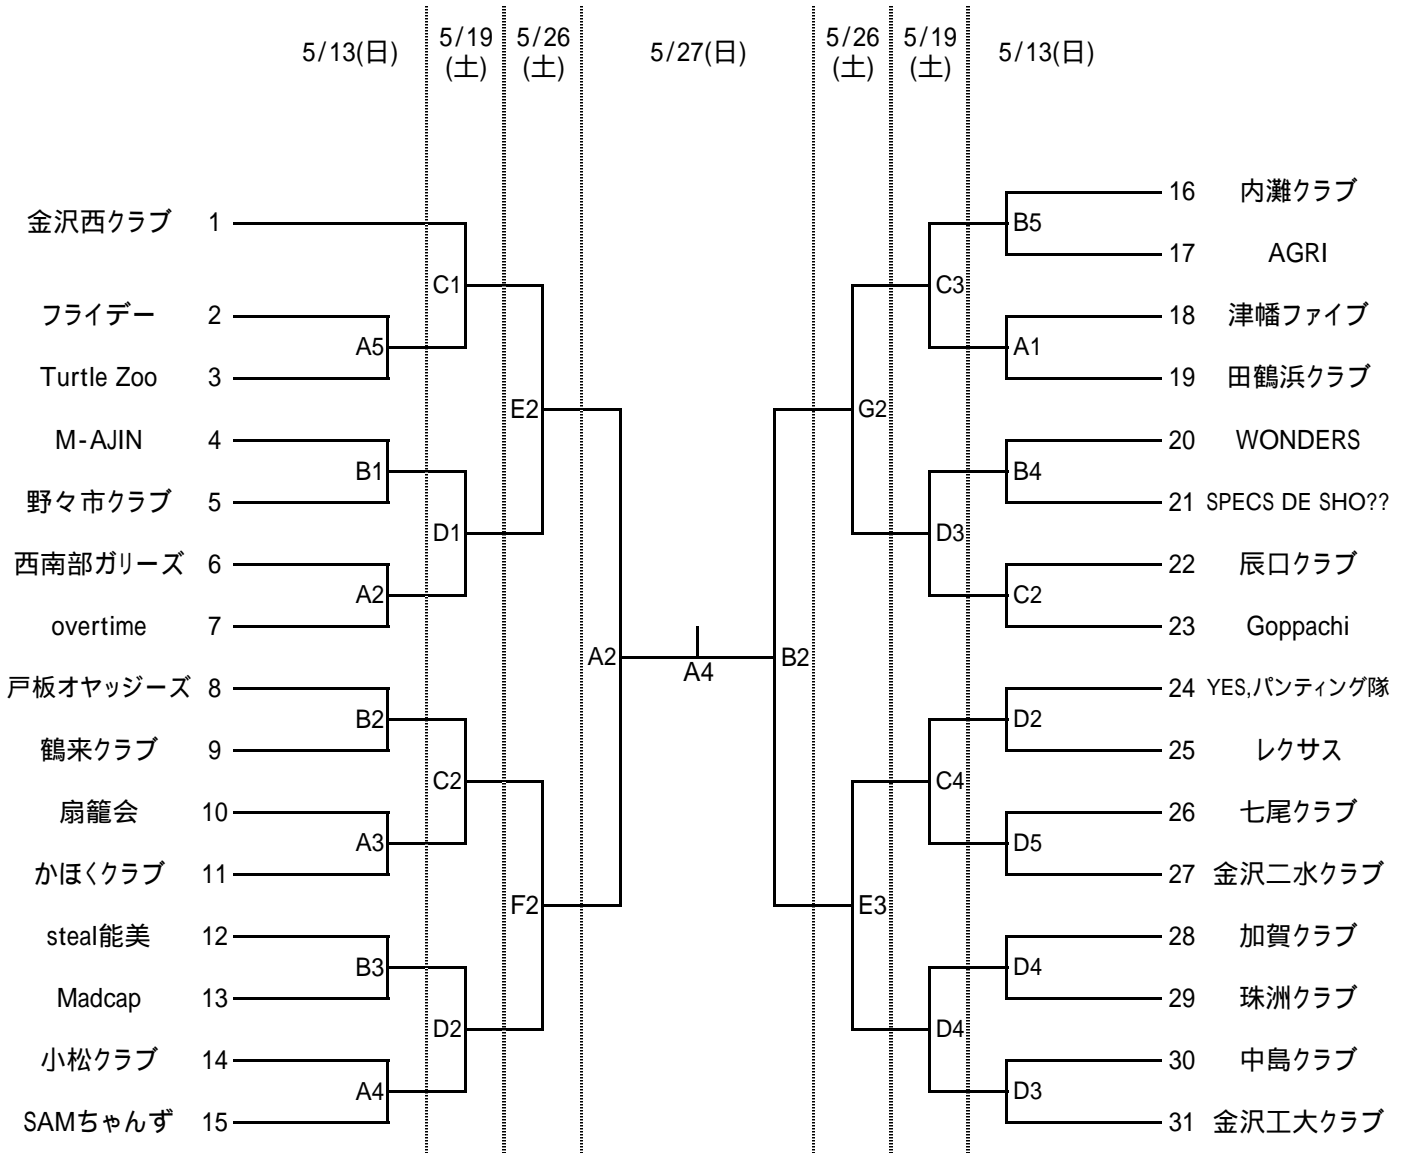 5/13(日) 5/19 5/26 5/27(日) 5/26 5/19 5/13(日)
(土) (土) (土) (土)
金沢西クラブ 1
フライデー 2
Turtle Zoo 3
M-AJIN 4
野々市クラブ 5
西南部ガリーズ 6
overtime 7
戸板オヤッジーズ 8
鶴来クラブ 9
扇籠会 10
かほくクラブ 11
steal能美 12
Madcap 13
小松クラブ 14
SAMちゃんず 15
A5
B1
A2
B2
A3
B3
A4
C1
D1
C2
D2
E2
F2
A2
A4
B2
G2
E3
C3
D3
C4
D4
B5
A1
B4
C2
D2
D5
D4
D3
16 内灘クラブ
17 AGRI
18 津幡ファイブ
19 田鶴浜クラブ
20 WONDERS
21 SPECS DE SHO??
22 辰口クラブ
23 Goppachi
24 YES,パンティング隊
25 レクサス
26 七尾クラブ
27 金沢二水クラブ
28 加賀クラブ
29 珠洲クラブ
30 中島クラブ
31 金沢工大クラブ